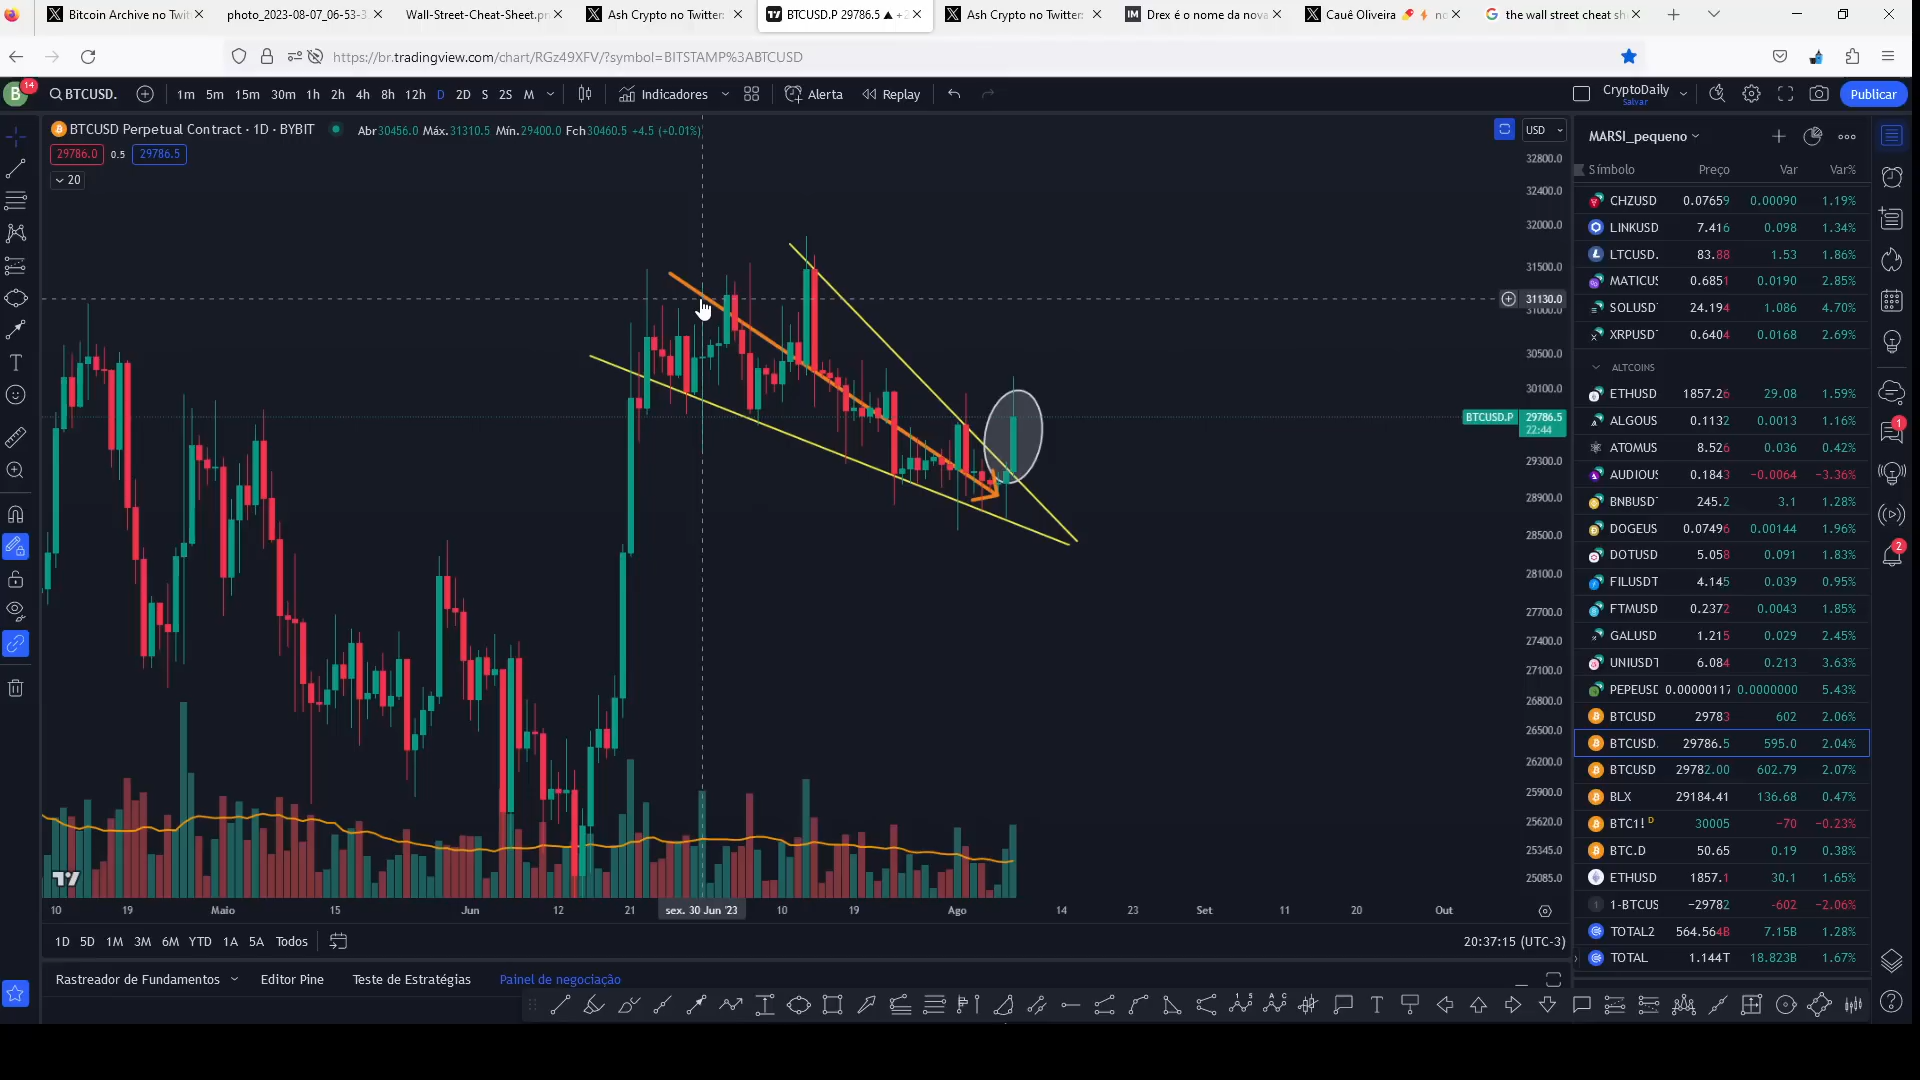 Bitcoin Archive no Twit
photo_2023-08-07_06-53-3
Wall-Street-Cheat-Sheet.pn
Ash Crypto no Twitter:
BTCUSD.P 29786.5 ▲ +2
Ash Crypto no Twitter:
Drex é o nome da nova
Cauê Oliveira
the wall street cheat sh
https://br.tradingview.com/chart/RGz49XFV/?symbol=BITSTAMP%3ABTCUSD
B
14
BTCUSD.
1m 5m 15m 30m 1h 2h 4h 8h 12h D 2D S 2S M
Indicadores
Alerta
Replay
CryptoDaily
Salvar
Publicar
BTCUSD Perpetual Contract · 1D · BYBIT
Abr30456.0 Máx.31310.5 Mín.29400.0 Fch30460.5 +4.5 (+0.01%)
29786.0 0.5 29786.5
20
USD
32800.0
32400.0
32000.0
31500.0
31130.0
31000.0
30500.0
30100.0
BTCUSD.P 29786.5
22:44
29300.0
28900.0
28500.0
28100.0
27700.0
27400.0
27100.0
26800.0
26500.0
26200.0
25900.0
25620.0
25345.0
25085.0
10 19 Maio 15 Jun 12 21 sex. 30 Jun '23 10 19 Ago 14 23 Set 11 20 Out
1D 5D 1M 3M 6M YTD 1A 5A Todos
20:37:15 (UTC-3)
Rastreador de Fundamentos
Editor Pine
Teste de Estratégias
Painel de negociação
MARSI_pequeno
Símbolo Preço Var Var%
CHZUSD 0.07659 0.00090 1.19%
LINKUSD 7.416 0.098 1.34%
LTCUSD. 83.88 1.53 1.86%
MATICUS 0.6851 0.0190 2.85%
SOLUSD 24.194 1.086 4.70%
XRPUSD 0.6404 0.0168 2.69%
ALTCOINS
ETHUSD 1857.26 29.08 1.59%
ALGOUS 0.1132 0.0013 1.16%
ATOMUS 8.526 0.036 0.42%
AUDIOUS 0.1843 −0.0064 −3.36%
BNBUSD 245.2 3.1 1.28%
DOGEUS 0.07496 0.00144 1.96%
DOTUSD 5.058 0.091 1.83%
FILUSDT 4.145 0.039 0.95%
FTMUSD 0.2372 0.0043 1.85%
GALUSD 1.215 0.029 2.45%
UNIUSDT 6.084 0.213 3.63%
PEPEUSD 0.00000117 0.0000000 5.43%
BTCUSD 29783 602 2.06%
BTCUSD. 29786.5 595.0 2.04%
BTCUSD 29782.00 602.79 2.07%
BLX 29184.41 136.68 0.47%
BTC1! D 30005 −70 −0.23%
BTC.D 50.65 0.19 0.38%
ETHUSD 1857.1 30.1 1.65%
1-BTCUS −29782 −602 −2.06%
TOTAL2 564.564B 7.15B 1.28%
TOTAL 1.144T 18.823B 1.67%
1
2